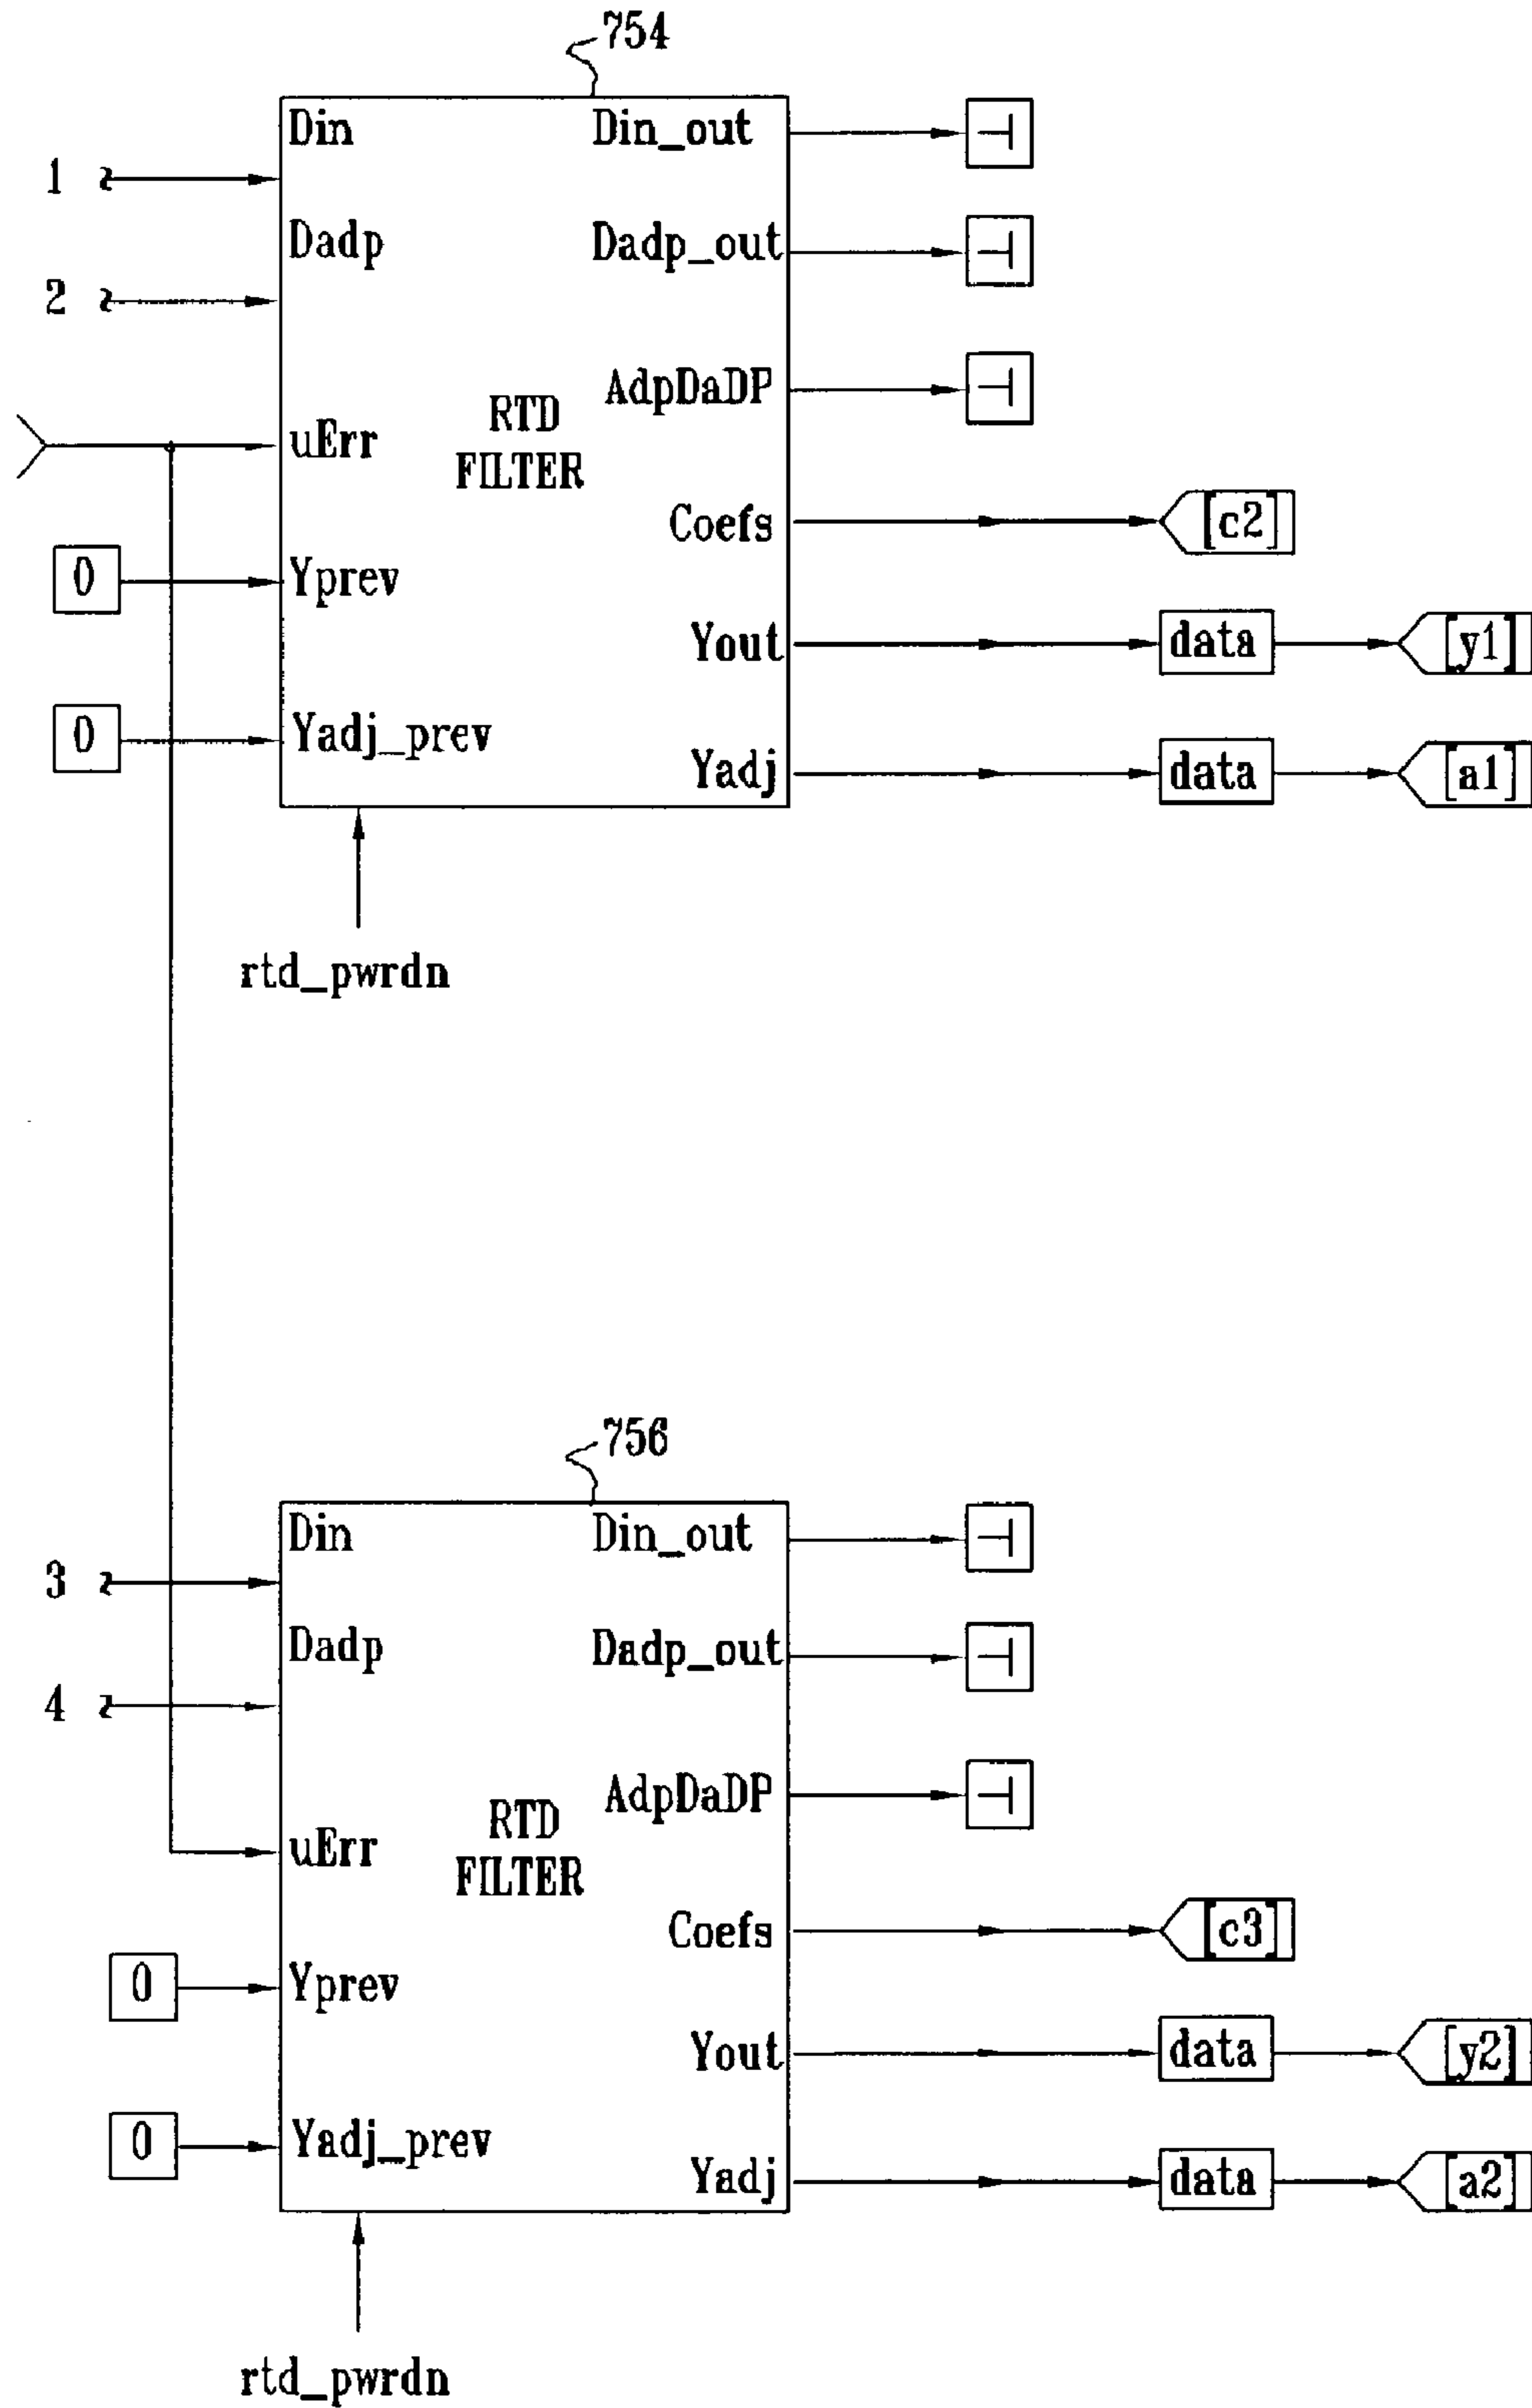 754
Din Din_out
1
Dadp Dadp_out
2
AdpDaDP
RTD
FILTER
uErr
Coefs [c2]
0 Yprev
Yout data [y1]
0 Yadj_prev
Yadj data [a1]
rtd_pwrdn
756
Din Din_out
3
Dadp Dadp_out
4
AdpDaDP
RTD
FILTER
uErr
Coefs [c3]
0 Yprev
Yout data [y2]
0 Yadj_prev
Yadj data [a2]
rtd_pwrdn